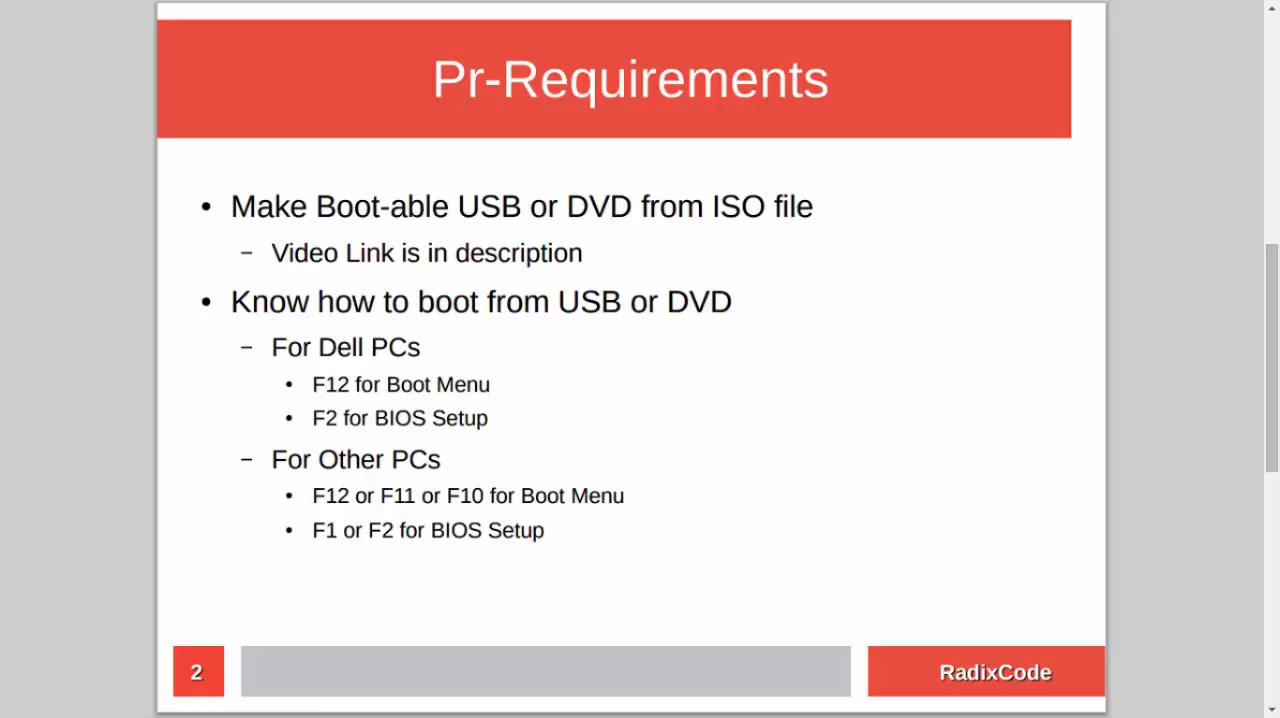 Pr-Requirements
• Make Boot-able USB or DVD from ISO file
– Video Link is in description
• Know how to boot from USB or DVD
– For Dell PCs
• F12 for Boot Menu
• F2 for BIOS Setup
– For Other PCs
• F12 or F11 or F10 for Boot Menu
• F1 or F2 for BIOS Setup
2
RadixCode